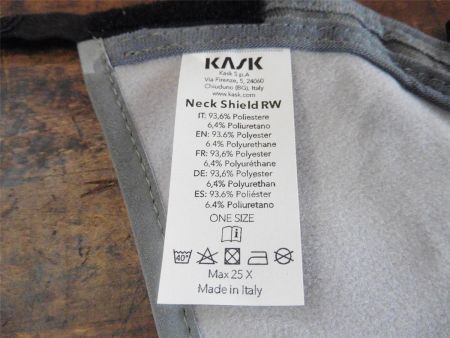 KASK
Kask S.p.A
Via Firenze, 5, 24060
Chiuduno (BG), Italy
www.kask.com
Neck Shield RW
IT: 93,6% Poliestere
6,4% Poliuretano
EN: 93.6% Polyester
6.4% Polyurethane
FR: 93,6% Polyester
6,4% Polyuréthane
DE: 93,6% Polyester
6.4% Polyurethan
ES: 93,6% Poliéster
6.4% Poliuretano
ONE SIZE
40°
Max 25 X
Made in Italy